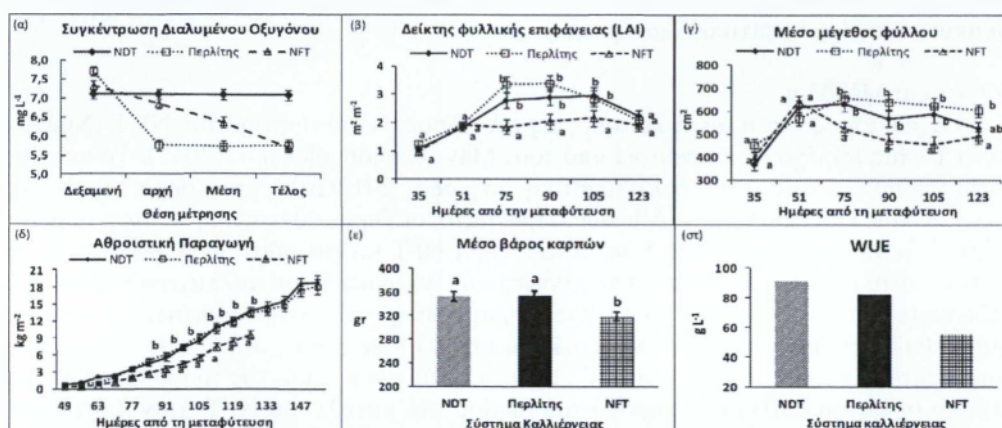 (α) Συγκέντρωση Διαλυμένου Οξυγόνου
NDT Περλίτης NFT
mg L-1
8,0
7,5
7,0
6,5
6,0
5,5
5,0
Δεξαμενή αρχή Μέση Τέλος
Θέση μέτρησης
(β) Δείκτης φυλλικής επιφάνειας (LAI)
NDT Περλίτης NFT
m² m-2
4
3
2
1
0
a a a a b b a a b b a b b a a a
35 51 75 90 105 123
Ημέρες από την μεταφύτευση
(γ) Μέσο μέγεθος φύλλου
NDT Περλίτης NFT
cm²
800
700
600
500
400
300
a a a a b b a b b a b b a b ab a
35 51 75 90 105 123
Ημέρες από τη μεταφύτευση
(δ) Αθροιστική Παραγωγή
NDT Περλίτης NFT
kg m-2
21
18
15
12
9
6
3
0
b b b b b b b
a a a a a a a
49 63 77 91 105 119 133 147
Ημέρες από τη μεταφύτευση
(ε) Μέσο βάρος καρπών
gr
400
360
320
280
240
200
a a b
NDT Περλίτης NFT
Σύστημα Καλλιέργειας
(στ) WUE
g L-1
100
80
60
40
20
NDT Περλίτης NFT
Σύστημα καλλιέργειας